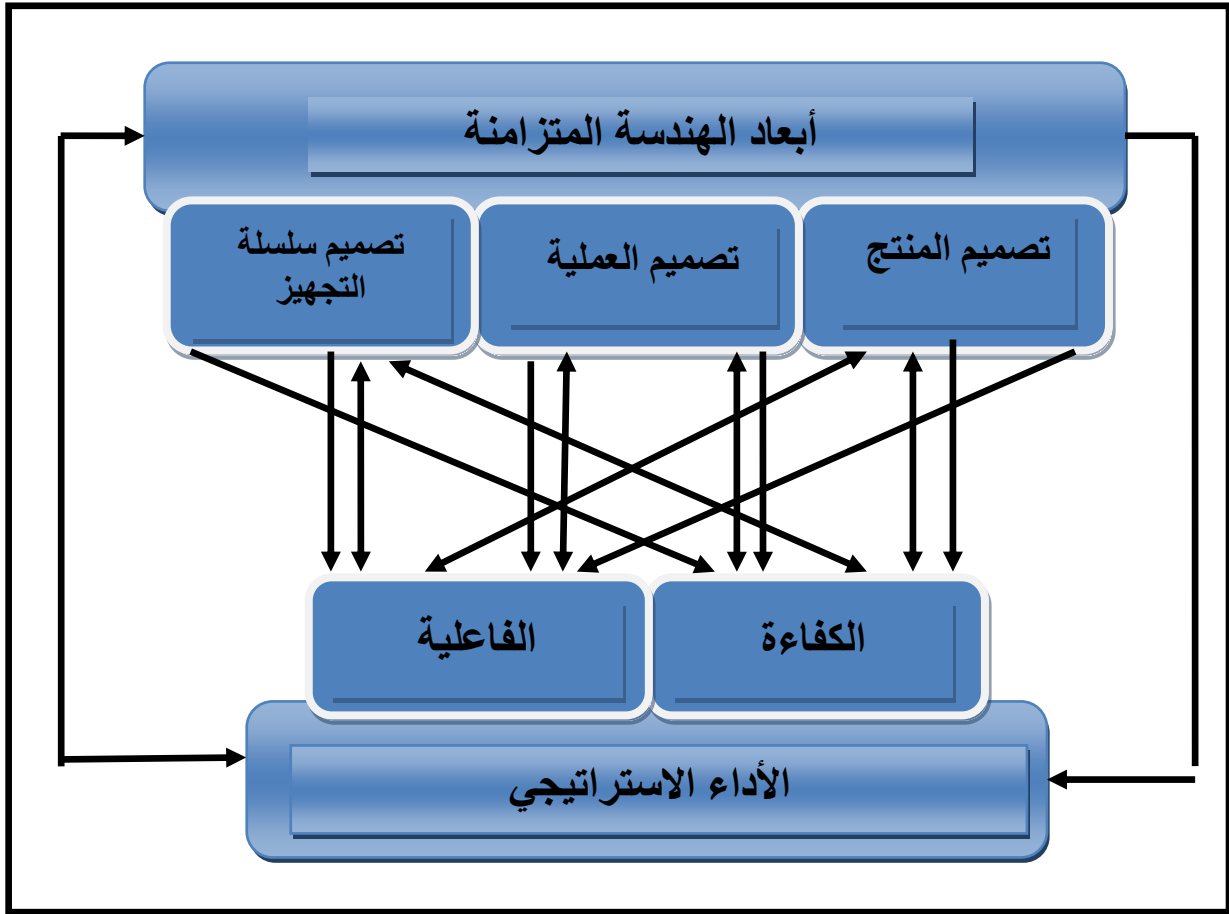 أبعاد الهندسة المتزامنة
تصميم المنتج
تصميم العملية
تصميم سلسلة
التجهيز
الكفاءة
الفاعلية
الأداء الاستراتيجي